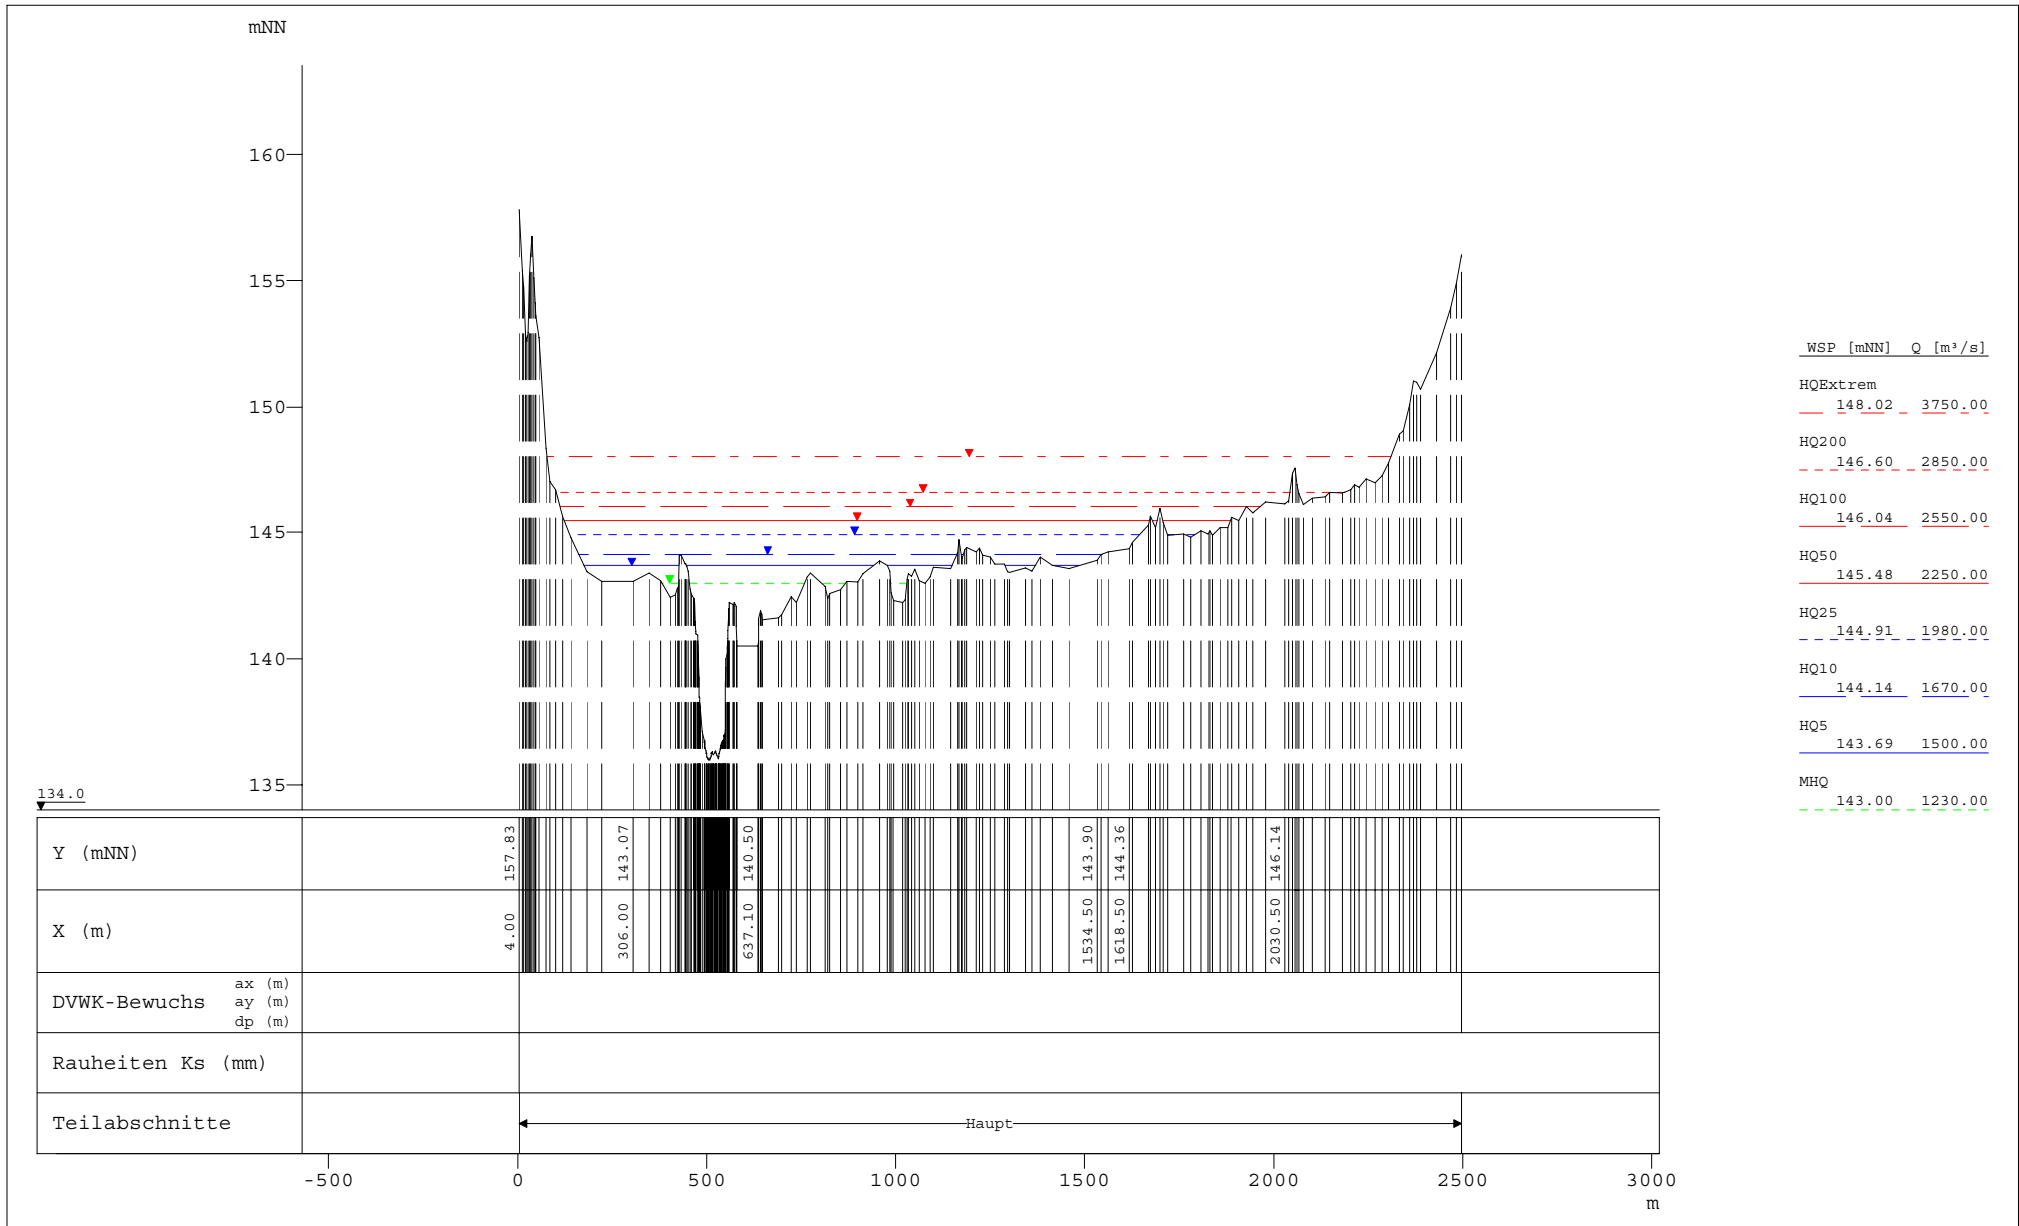 mNN
160
155
150
145
140
135
134.0
WSP [mNN] Q [m³/s]
HQExtrem
148.02 3750.00
HQ200
146.60 2850.00
HQ100
146.04 2550.00
HQ50
145.48 2250.00
HQ25
144.91 1980.00
HQ10
144.14 1670.00
HQ5
143.69 1500.00
MHQ
143.00 1230.00
Y (mNN)
157.83
143.07
140.50
143.90
144.36
146.14
X (m)
4.00
306.00
637.10
1534.50
1618.50
2030.50
DVWK-Bewuchs
ax (m)
ay (m)
dp (m)
Rauheiten Ks (mm)
Teilabschnitte
Haupt
-500 0 500 1000 1500 2000 2500 3000
m